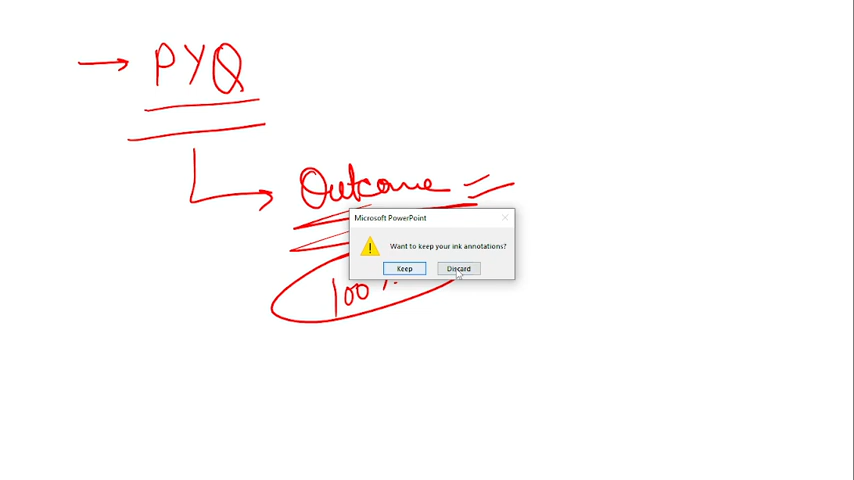 → PYQ
Outcome =
Microsoft PowerPoint
Want to keep your ink annotations?
Keep
Discard
100%